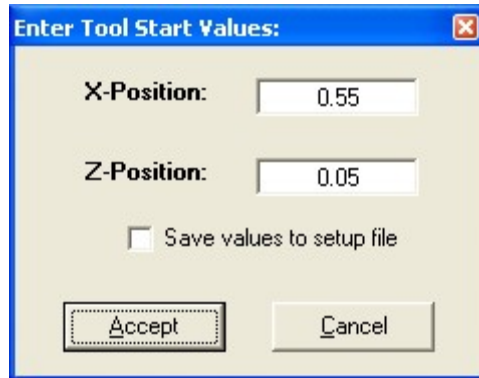 Enter Tool Start Values:
X-Position: 0.55
Z-Position: 0.05
Save values to setup file
Accept Cancel